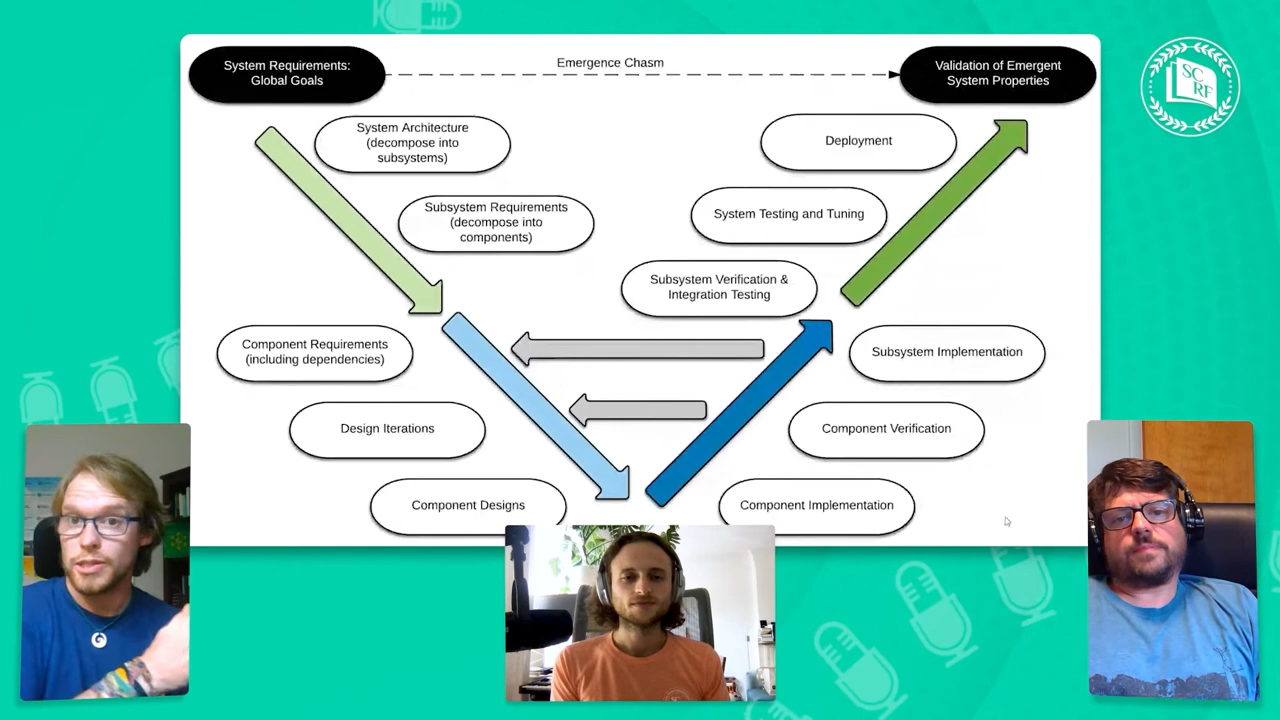 System Requirements:
Global Goals
Emergence Chasm
Validation of Emergent
System Properties
SC
RF
System Architecture
(decompose into
subsystems)
Deployment
Subsystem Requirements
(decompose into
components)
System Testing and Tuning
Subsystem Verification &
Integration Testing
Component Requirements
(including dependencies)
Subsystem Implementation
Design Iterations
Component Verification
Component Designs
Component Implementation